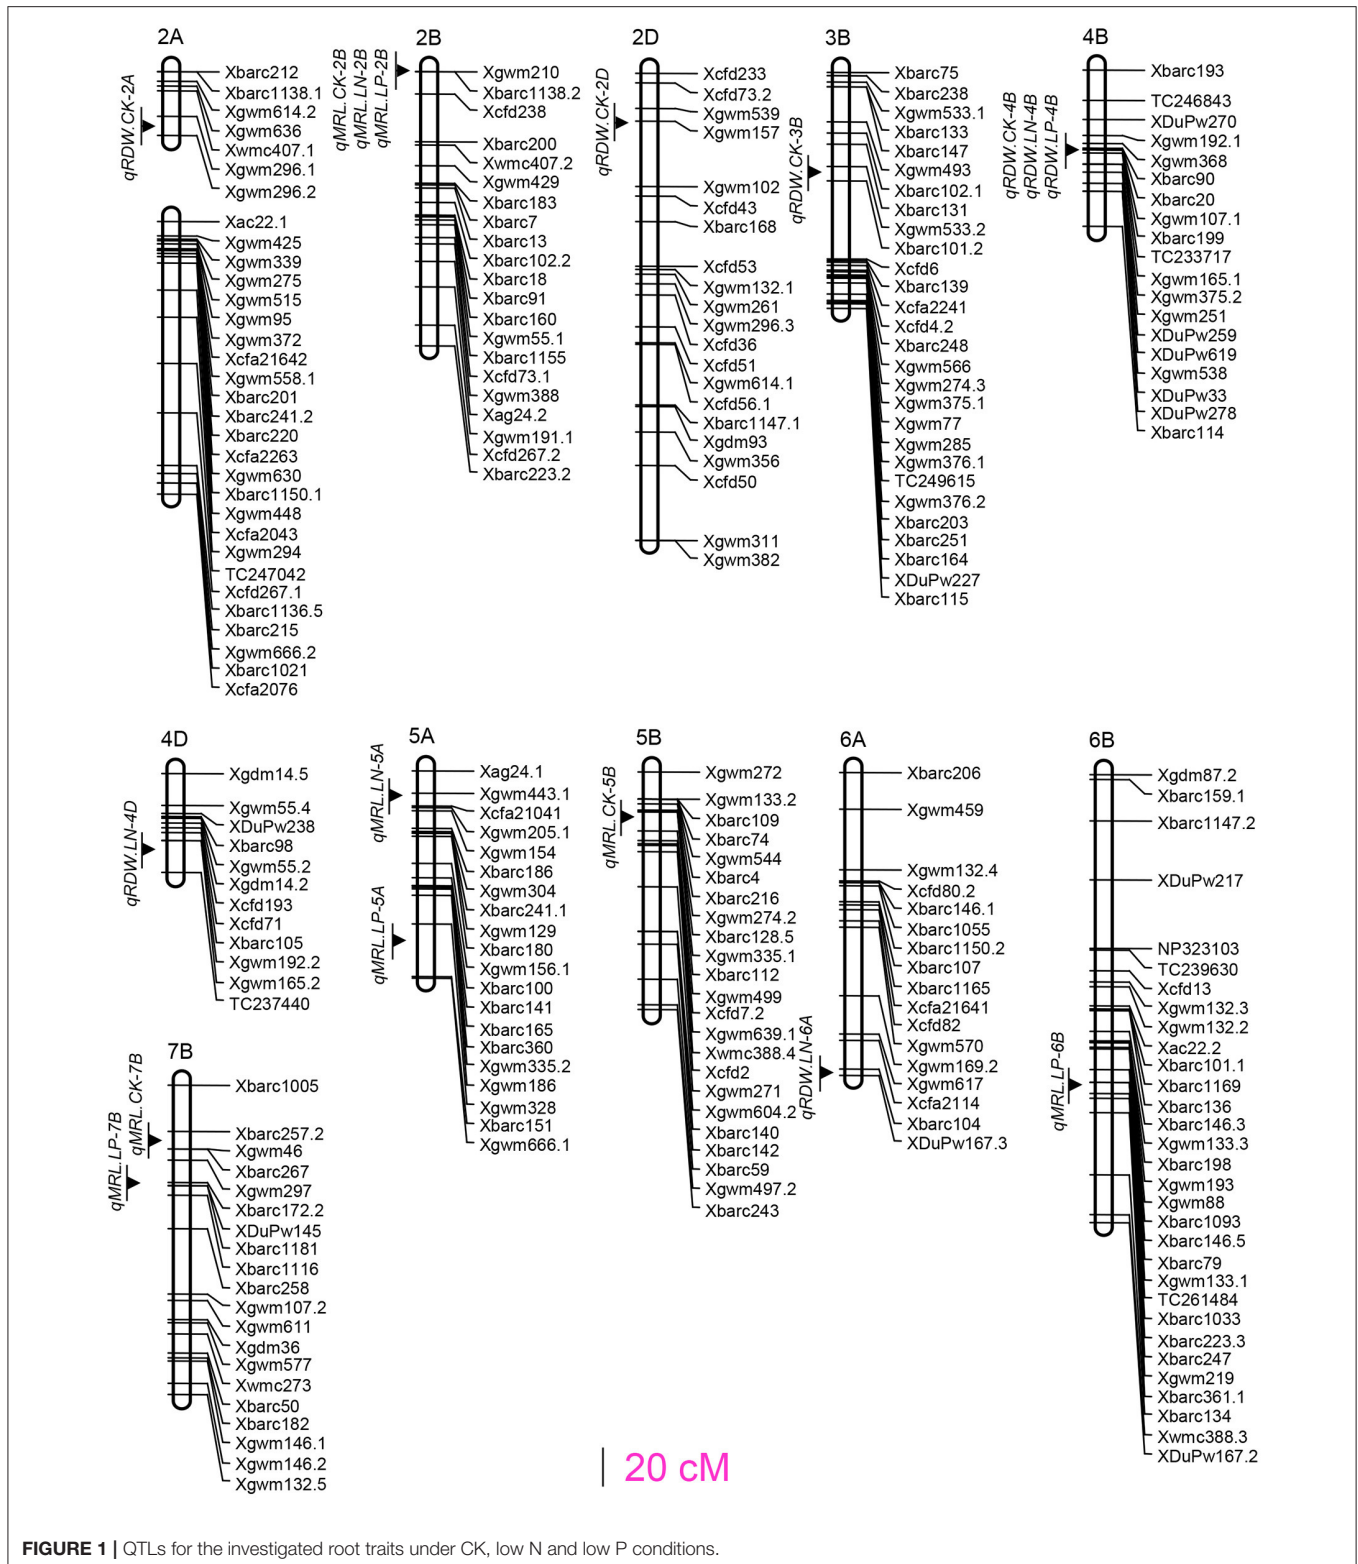 2A
qRDW.CK-2A
Xbarc212
Xbarc1138.1
Xgwm614.2
Xgwm636
Xwmc407.1
Xgwm296.1
Xgwm296.2
Xac22.1
Xgwm425
Xgwm339
Xgwm275
Xgwm515
Xgwm95
Xgwm372
Xcfa21642
Xgwm558.1
Xbarc201
Xbarc241.2
Xbarc220
Xcfa2263
Xgwm630
Xbarc1150.1
Xgwm448
Xcfa2043
Xgwm294
TC247042
Xcfd267.1
Xbarc1136.5
Xbarc215
Xgwm666.2
Xbarc1021
Xcfa2076
2B
qMRL.CK-2B
qMRL.LN-2B
qMRL.LP-2B
Xgwm210
Xbarc1138.2
Xcfd238
Xbarc200
Xwmc407.2
Xgwm429
Xbarc183
Xbarc7
Xbarc13
Xbarc102.2
Xbarc18
Xbarc91
Xbarc160
Xgwm55.1
Xbarc1155
Xcfd73.1
Xgwm388
Xag24.2
Xgwm191.1
Xcfd267.2
Xbarc223.2
2D
qRDW.CK-2D
Xcfd233
Xcfd73.2
Xgwm539
Xgwm157
Xgwm102
Xcfd43
Xbarc168
Xcfd53
Xgwm132.1
Xgwm261
Xgwm296.3
Xcfd36
Xcfd51
Xgwm614.1
Xcfd56.1
Xbarc1147.1
Xgdm93
Xgwm356
Xcfd50
Xgwm311
Xgwm382
3B
qRDW.CK-3B
Xbarc75
Xbarc238
Xgwm533.1
Xbarc133
Xbarc147
Xgwm493
Xbarc102.1
Xbarc131
Xgwm533.2
Xbarc101.2
Xcfd6
Xbarc139
Xcfa2241
Xcfd4.2
Xbarc248
Xgwm566
Xgwm274.3
Xgwm375.1
Xgwm77
Xgwm285
Xgwm376.1
TC249615
Xgwm376.2
Xbarc203
Xbarc251
Xbarc164
XDuPw227
Xbarc115
4B
qRDW.CK-4B
qRDW.LN-4B
qRDW.LP-4B
Xbarc193
TC246843
XDuPw270
Xgwm192.1
Xgwm368
Xbarc90
Xbarc20
Xgwm107.1
Xbarc199
TC233717
Xgwm165.1
Xgwm375.2
Xgwm251
XDuPw259
XDuPw619
Xgwm538
XDuPw33
XDuPw278
Xbarc114
4D
qRDW.LN-4D
Xgdm14.5
Xgwm55.4
XDuPw238
Xbarc98
Xgwm55.2
Xgdm14.2
Xcfd193
Xcfd71
Xbarc105
Xgwm192.2
Xgwm165.2
TC237440
5A
qMRL.LN-5A
qMRL.LP-5A
Xag24.1
Xgwm443.1
Xcfa21041
Xgwm205.1
Xgwm154
Xbarc186
Xgwm304
Xbarc241.1
Xgwm129
Xbarc180
Xgwm156.1
Xbarc100
Xbarc141
Xbarc165
Xbarc360
Xgwm335.2
Xgwm186
Xgwm328
Xbarc151
Xgwm666.1
5B
qMRL.CK-5B
Xgwm272
Xgwm133.2
Xbarc109
Xbarc74
Xgwm544
Xbarc4
Xbarc216
Xgwm274.2
Xbarc128.5
Xgwm335.1
Xbarc112
Xgwm499
Xcfd7.2
Xgwm639.1
Xwmc388.4
Xcfd2
Xgwm271
Xgwm604.2
Xbarc140
Xbarc142
Xbarc59
Xgwm497.2
Xbarc243
6A
qRDW.LN-6A
Xbarc206
Xgwm459
Xgwm132.4
Xcfd80.2
Xbarc146.1
Xbarc1055
Xbarc1150.2
Xbarc107
Xbarc1165
Xcfa21641
Xcfd82
Xgwm570
Xgwm169.2
Xgwm617
Xcfa2114
Xbarc104
XDuPw167.3
6B
qMRL.LP-6B
Xgdm87.2
Xbarc159.1
Xbarc1147.2
XDuPw217
NP323103
TC239630
Xcfd13
Xgwm132.3
Xgwm132.2
Xac22.2
Xbarc101.1
Xbarc1169
Xbarc136
Xbarc146.3
Xgwm133.3
Xbarc198
Xgwm193
Xgwm88
Xbarc1093
Xbarc146.5
Xbarc79
Xgwm133.1
TC261484
Xbarc1033
Xbarc223.3
Xbarc247
Xgwm219
Xbarc361.1
Xbarc134
Xwmc388.3
XDuPw167.2
7B
qMRL.LP-7B
qMRL.CK-7B
Xbarc1005
Xbarc257.2
Xgwm46
Xbarc267
Xgwm297
Xbarc172.2
XDuPw145
Xbarc1181
Xbarc1116
Xbarc258
Xgwm107.2
Xgwm611
Xgdm36
Xgwm577
Xwmc273
Xbarc50
Xbarc182
Xgwm146.1
Xgwm146.2
Xgwm132.5
20 cM
FIGURE 1 | QTLs for the investigated root traits under CK, low N and low P conditions.